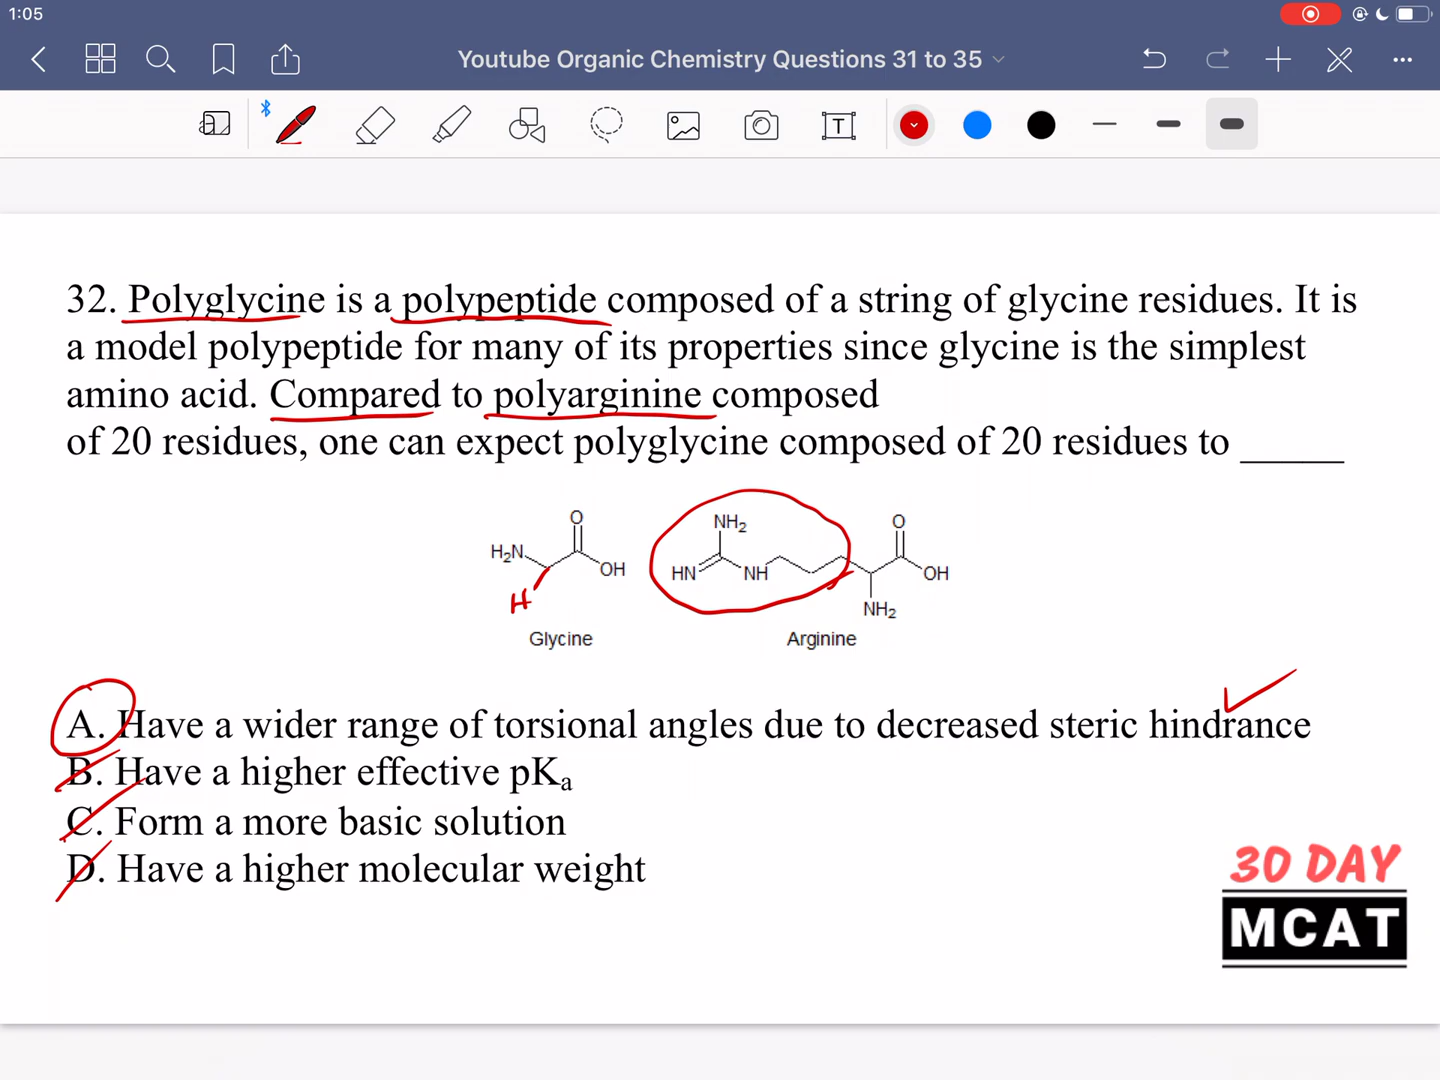 1:05
Youtube Organic Chemistry Questions 31 to 35
T
32. Polyglycine is a polypeptide composed of a string of glycine residues. It is
a model polypeptide for many of its properties since glycine is the simplest
amino acid. Compared to polyarginine composed
of 20 residues, one can expect polyglycine composed of 20 residues to ______
H₂N O OH
H
Glycine
NH₂ HN NH O OH NH₂
Arginine
A. Have a wider range of torsional angles due to decreased steric hindrance
B. Have a higher effective pKₐ
C. Form a more basic solution
D. Have a higher molecular weight
30 DAY
MCAT